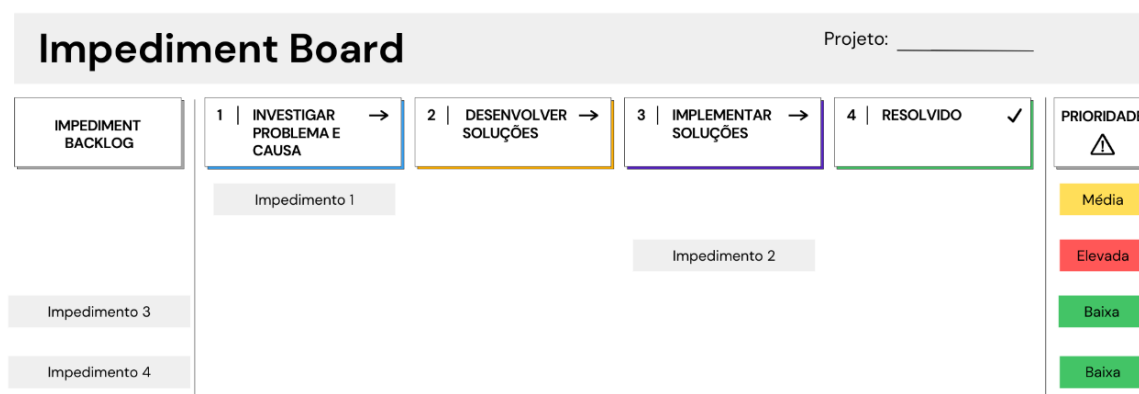 Impediment Board
Projeto:
IMPEDIMENT
BACKLOG
1 | INVESTIGAR
PROBLEMA E
CAUSA
2 | DESENVOLVER
SOLUÇÕES
3 | IMPLEMENTAR
SOLUÇÕES
4 | RESOLVIDO
PRIORIDADE
Impedimento 1
Média
Impedimento 2
Elevada
Impedimento 3
Baixa
Impedimento 4
Baixa